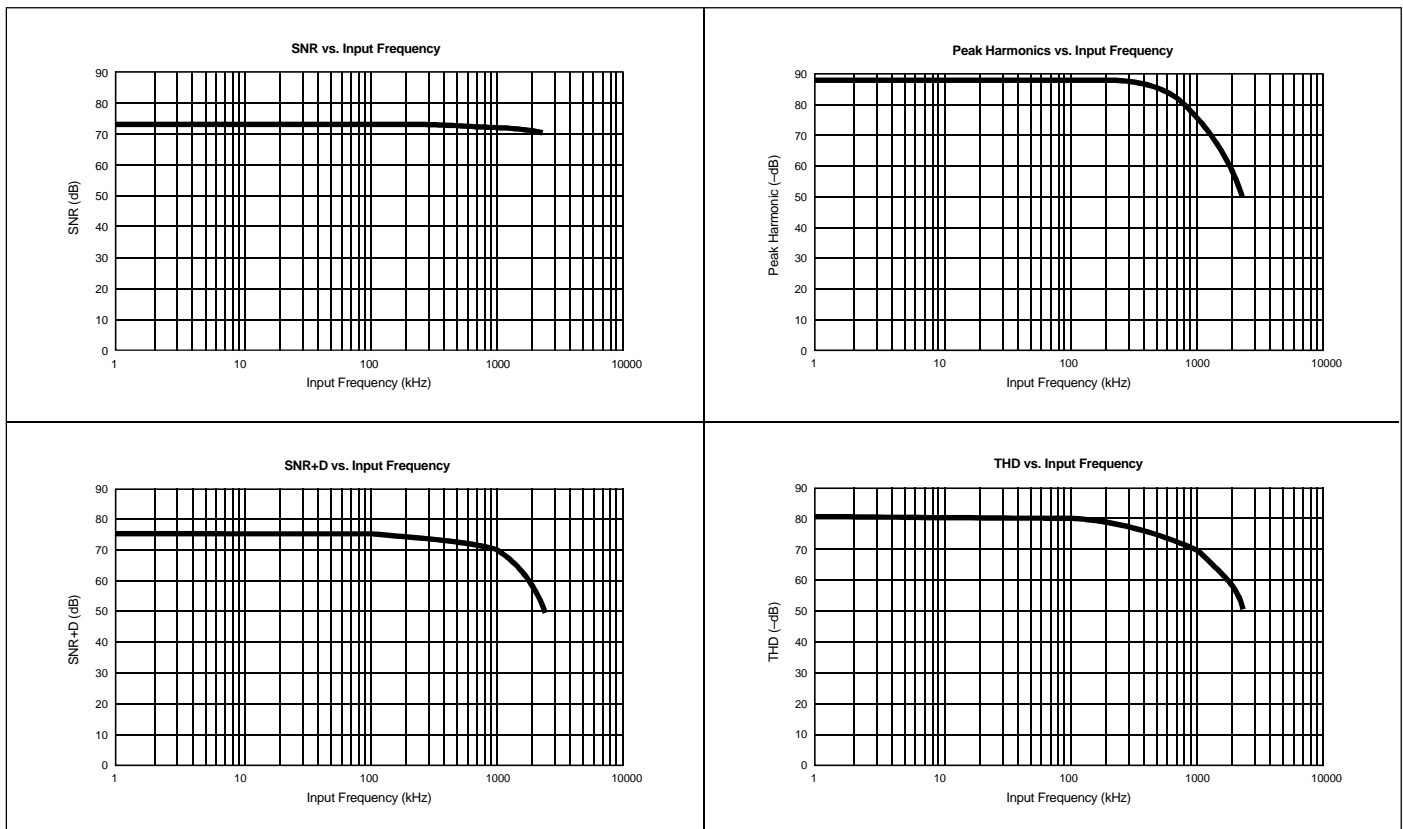 SNR vs. Input Frequency
90
80
70
60
50
40
30
20
10
0
SNR (dB)
1 10 100 1000 10000
Input Frequency (kHz)
Peak Harmonics vs. Input Frequency
90
80
70
60
50
40
30
20
10
0
Peak Harmonic (–dB)
1 10 100 1000 10000
Input Frequency (kHz)
SNR+D vs. Input Frequency
90
80
70
60
50
40
30
20
10
0
SNR+D (dB)
1 10 100 1000 10000
Input Frequency (kHz)
THD vs. Input Frequency
90
80
70
60
50
40
30
20
10
0
THD (–dB)
1 10 100 1000 10000
Input Frequency (kHz)